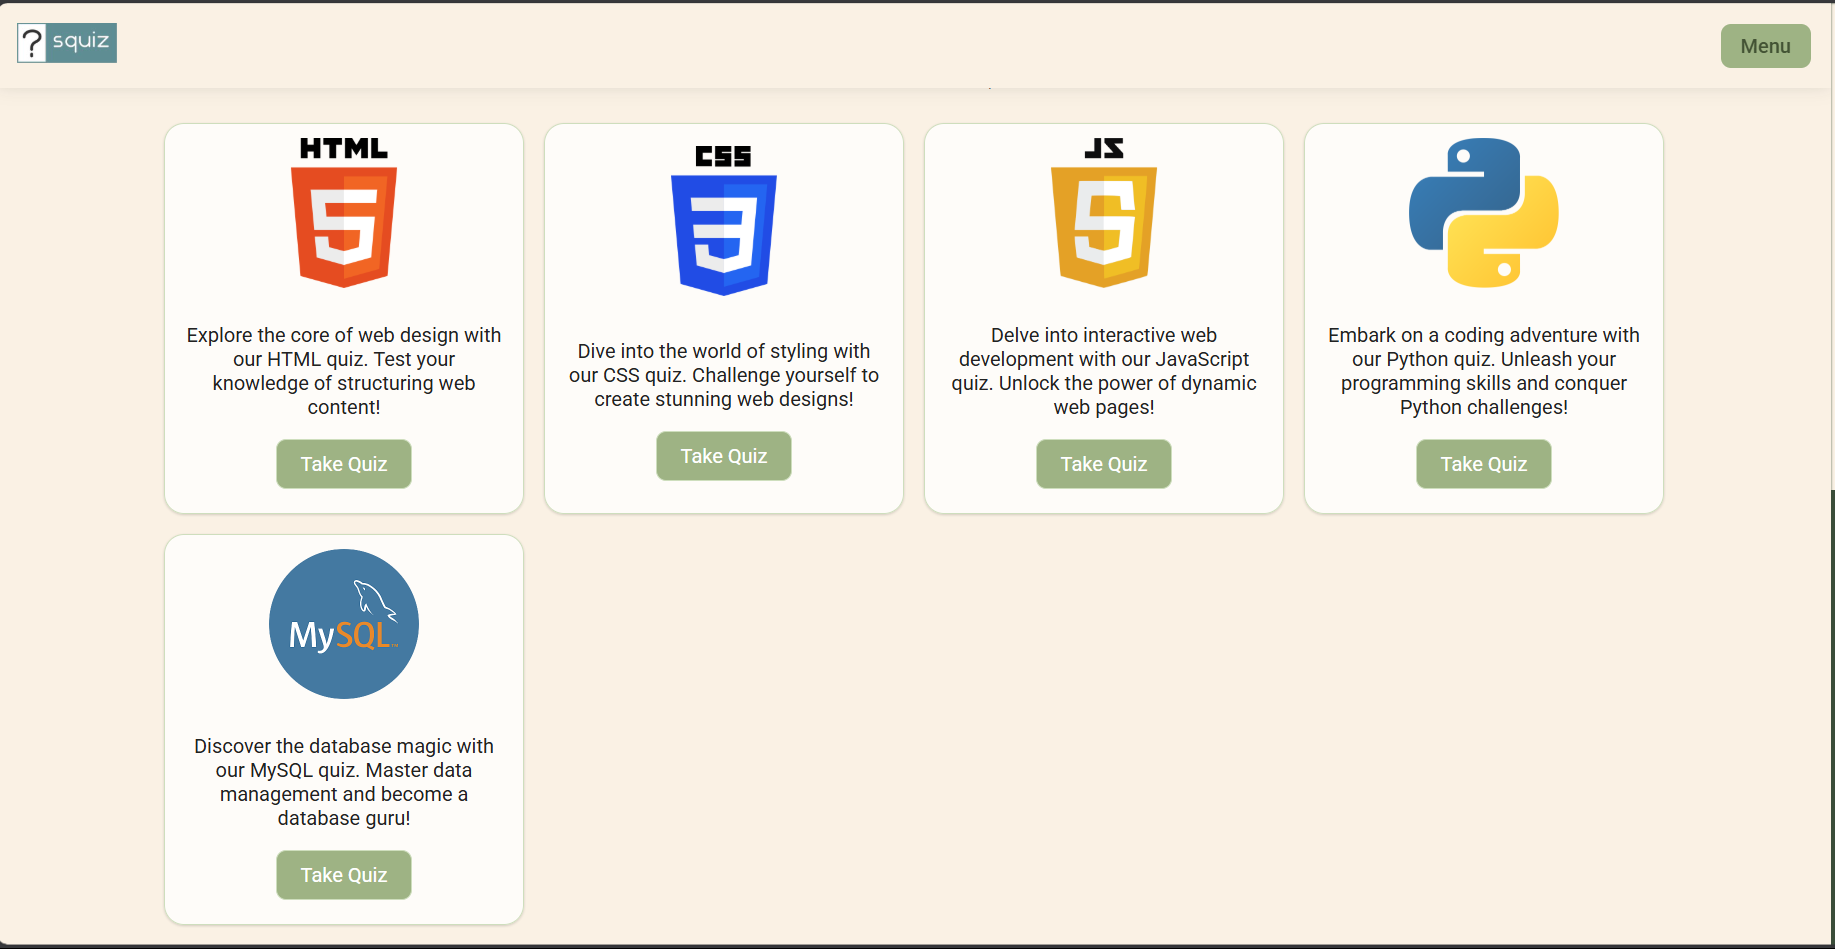 ? squiz
Menu
HTML
5
Explore the core of web design with
our HTML quiz. Test your
knowledge of structuring web
content!
Take Quiz
CSS
3
Dive into the world of styling with
our CSS quiz. Challenge yourself to
create stunning web designs!
Take Quiz
JS
Delve into interactive web
development with our JavaScript
quiz. Unlock the power of dynamic
web pages!
Take Quiz
Embark on a coding adventure with
our Python quiz. Unleash your
programming skills and conquer
Python challenges!
Take Quiz
MySQL™
Discover the database magic with
our MySQL quiz. Master data
management and become a
database guru!
Take Quiz